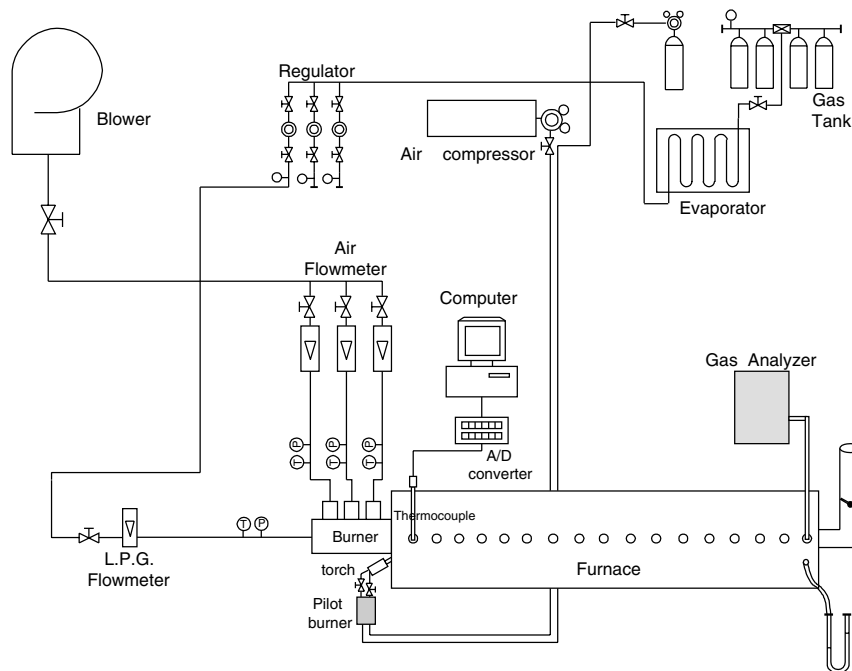 Regulator
Blower
Air compressor
Gas
Tank
Evaporator
Air
Flowmeter
Computer
Gas Analyzer
A/D
converter
P
P
P
T
T
T
Thermocouple
T P
Burner
L.P.G.
Flowmeter
torch
Furnace
Pilot
burner